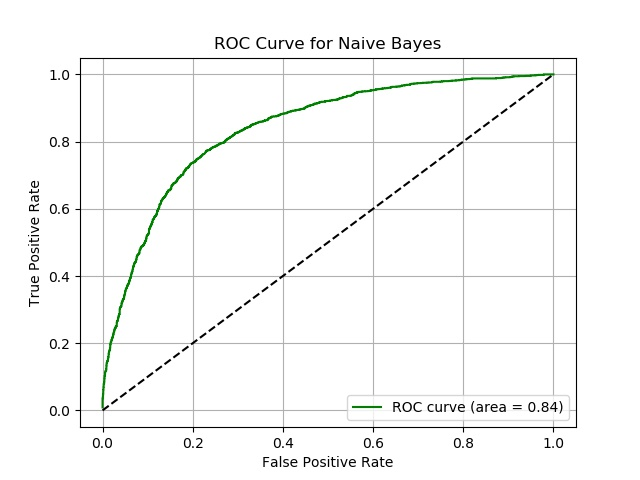 ROC Curve for Naive Bayes
1.0
0.8
0.6
0.4
0.2
0.0
True Positive Rate
ROC curve (area = 0.84)
0.0 0.2 0.4 0.6 0.8 1.0
False Positive Rate